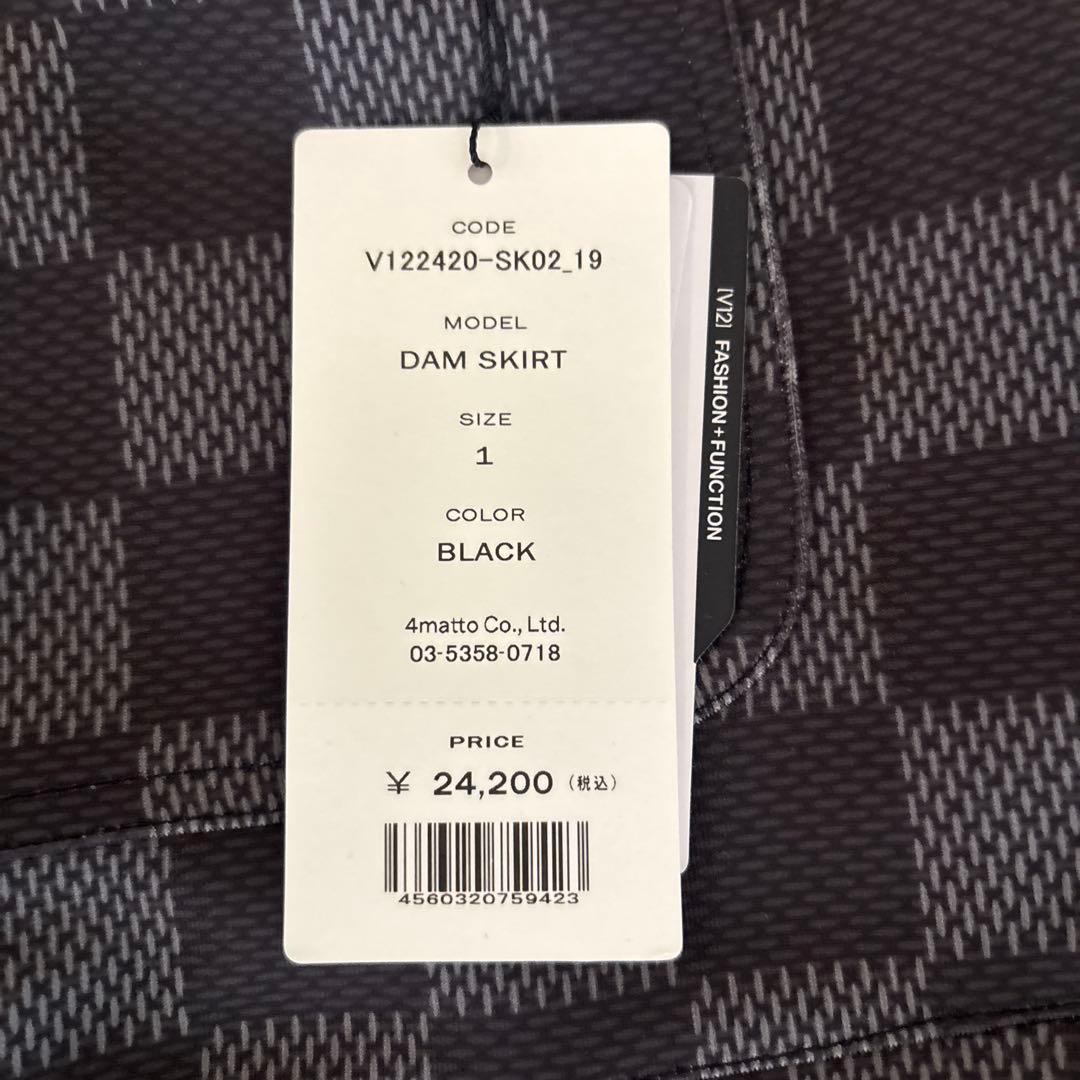 CODE
V122420-SK02_19
MODEL
DAM SKIRT
SIZE
1
COLOR
BLACK
4matto Co., Ltd.
03-5358-0718
PRICE
¥ 24,200 (税込)
4560320759423
[V12] FASHION+FUNCTION